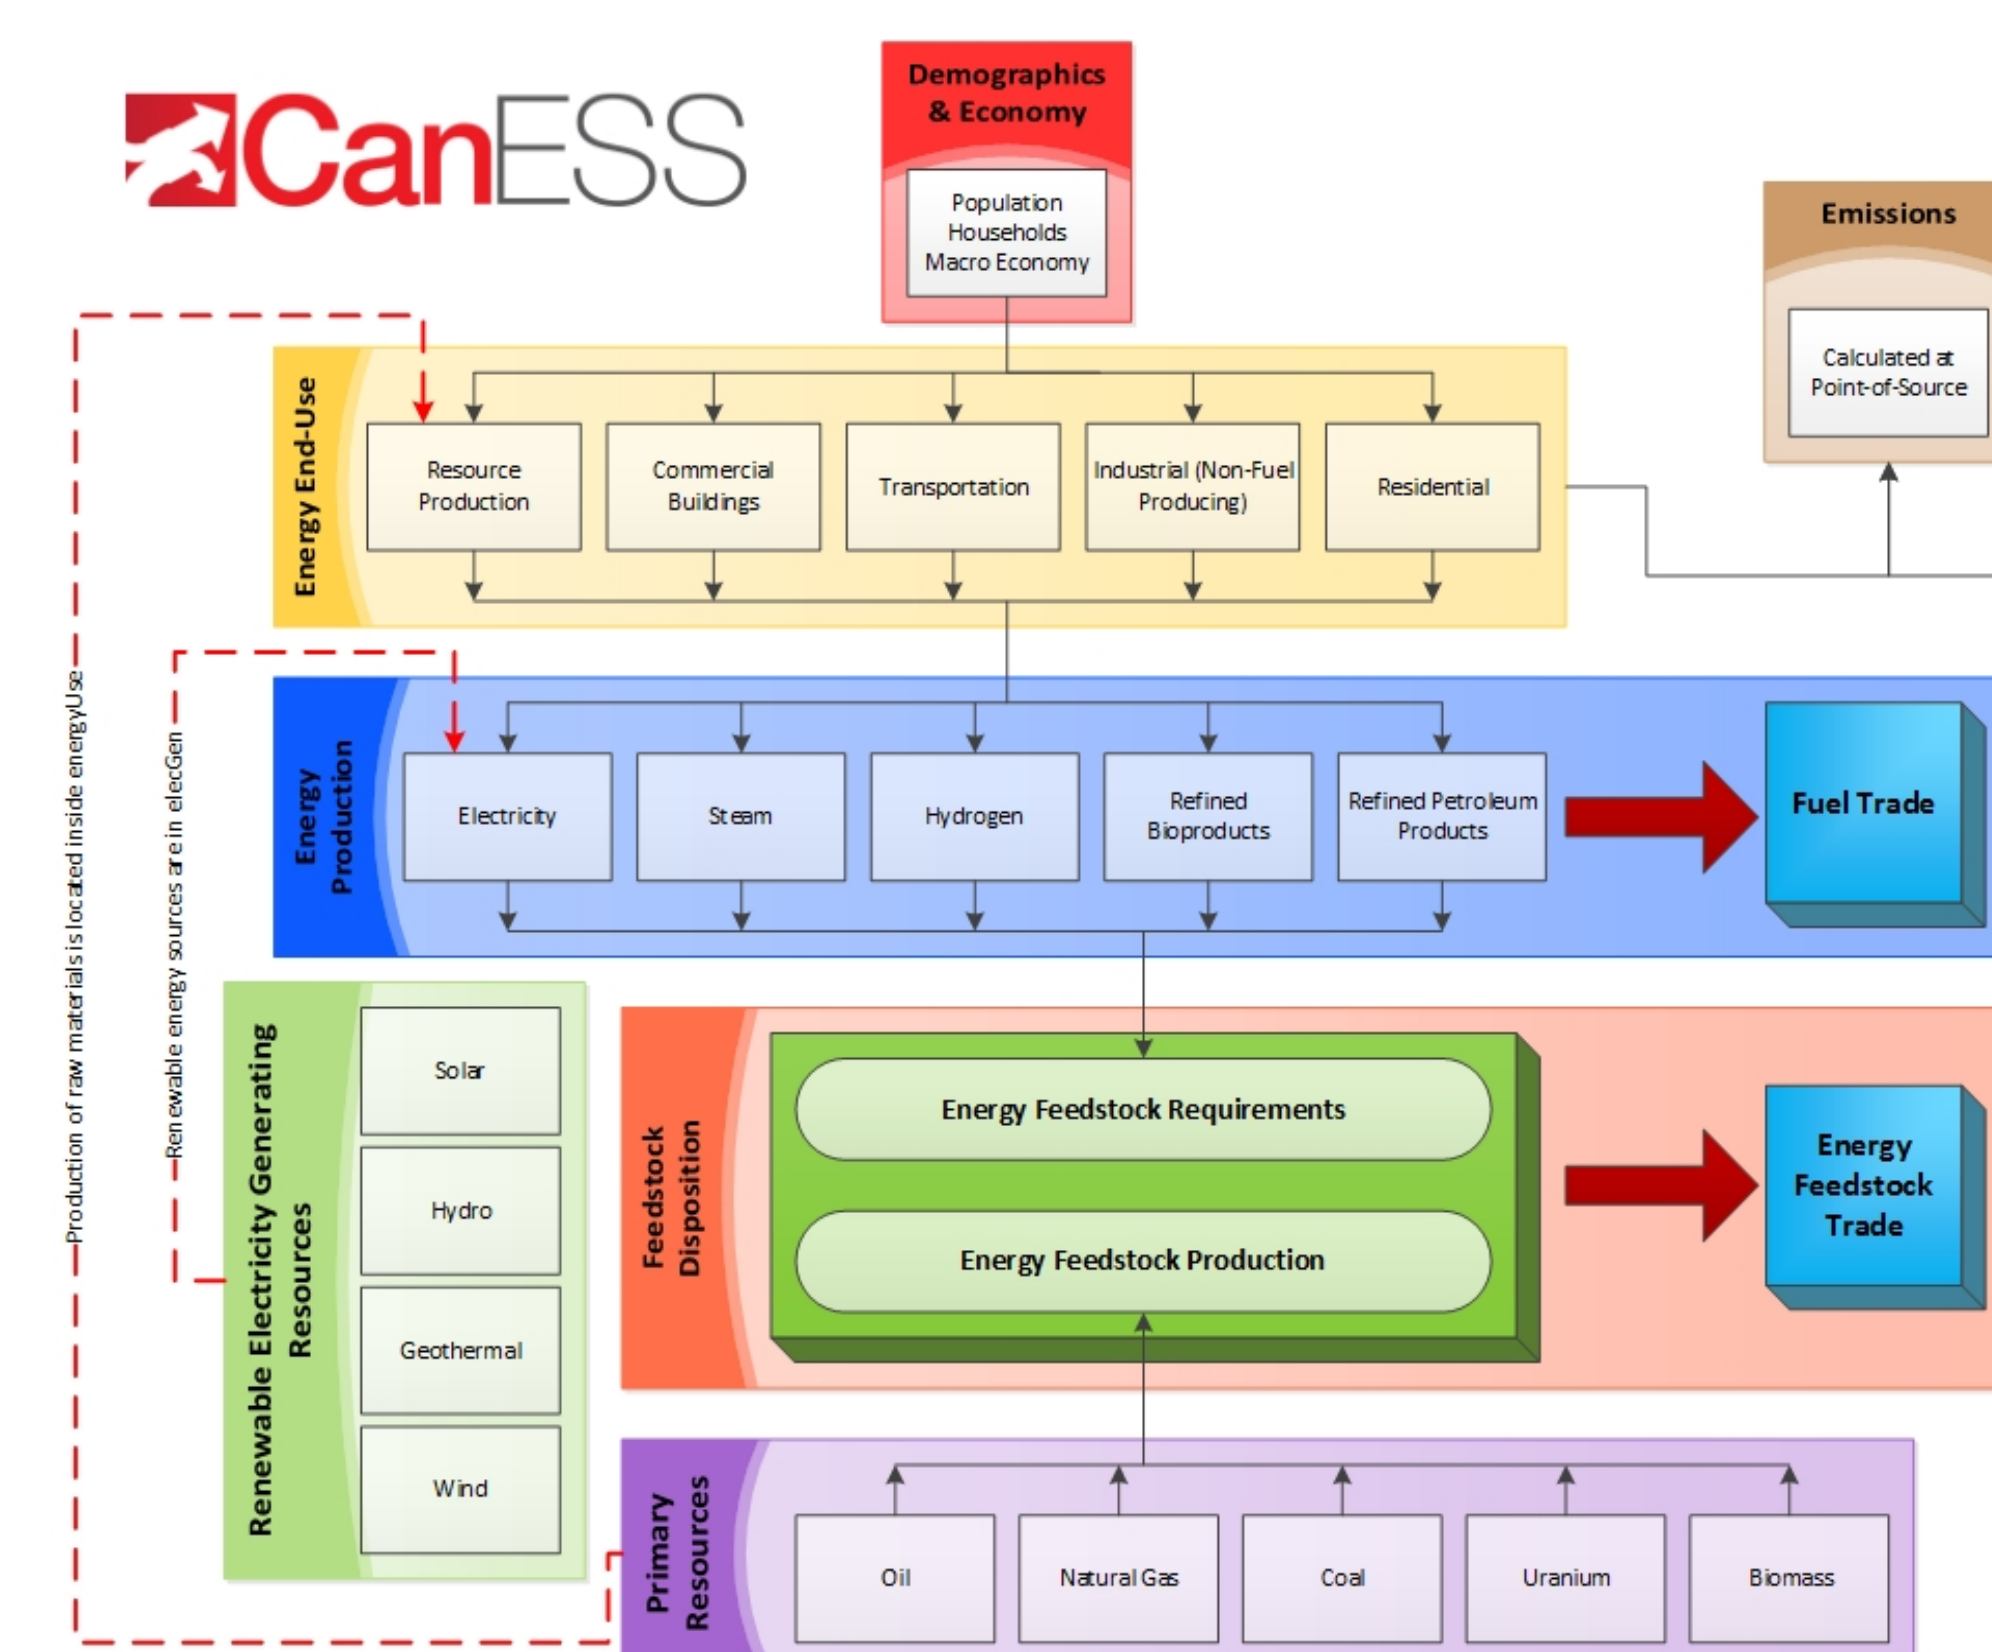 CanESS
Demographics
& Economy
Population
Households
Macro Economy
Emissions
Calculated at
Point-of-Source
Energy End-Use
Resource
Production
Commercial
Buildings
Transportation
Industrial (Non-Fuel
Producing)
Residential
Production of raw materials is located inside energyUse
Renewable energy sources are in elecGen
Energy
Production
Electricity
Steam
Hydrogen
Refined
Bioproducts
Refined Petroleum
Products
Fuel Trade
Renewable Electricity Generating
Resources
Solar
Hydro
Geothermal
Wind
Feedstock
Disposition
Energy Feedstock Requirements
Energy Feedstock Production
Energy
Feedstock
Trade
Primary
Resources
Oil
Natural Gas
Coal
Uranium
Biomass